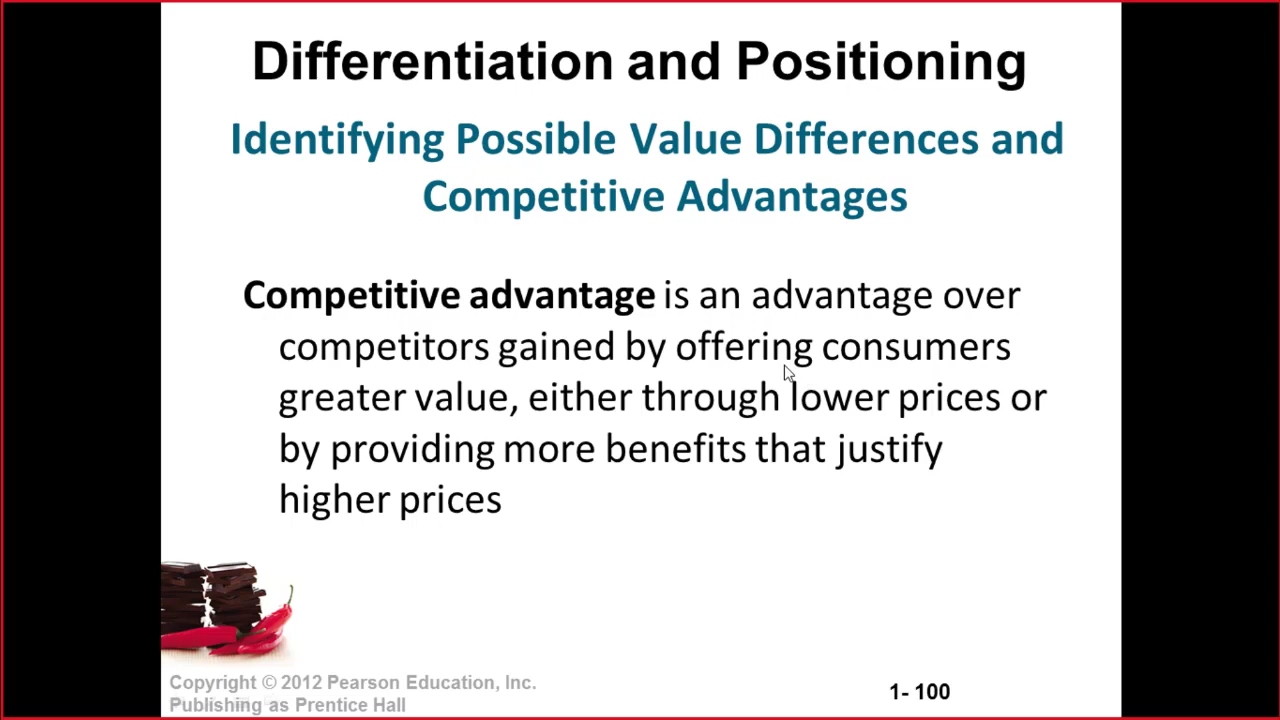 Differentiation and Positioning
Identifying Possible Value Differences and
Competitive Advantages
Competitive advantage is an advantage over
competitors gained by offering consumers
greater value, either through lower prices or
by providing more benefits that justify
higher prices
Copyright © 2012 Pearson Education, Inc.
Publishing as Prentice Hall
1- 100